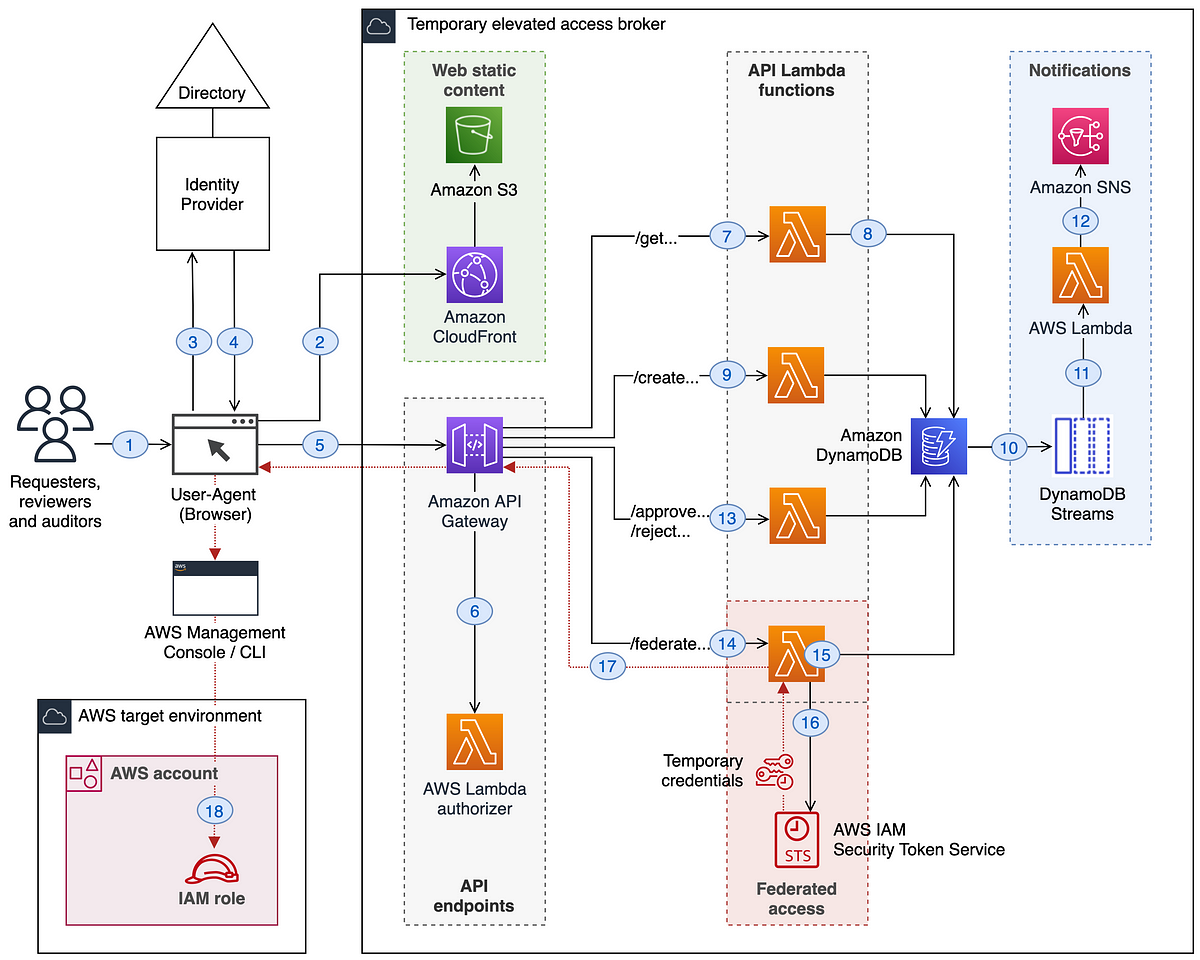 Temporary elevated access broker
Directory
Identity
Provider
Web static
content
Amazon S3
Amazon
CloudFront
API Lambda
functions
Notifications
Amazon SNS
12
AWS Lambda
11
/get...
7
8
3
4
2
/create...
9
1
5
Requesters,
reviewers
and auditors
User-Agent
(Browser)
Amazon API
Gateway
Amazon
DynamoDB
10
DynamoDB
Streams
/approve...
/reject...
13
aws
AWS Management
Console / CLI
6
/federate...
14
15
17
16
AWS target environment
AWS account
18
IAM role
AWS Lambda
authorizer
API
endpoints
Temporary
credentials
STS
AWS IAM
Security Token Service
Federated
access